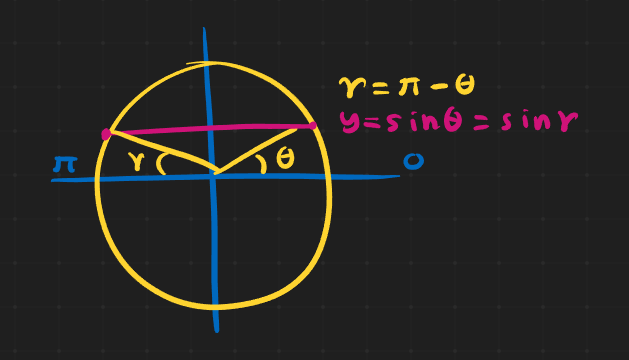 γ = π - θ
y = sinθ = sinγ
π
γ
θ
0